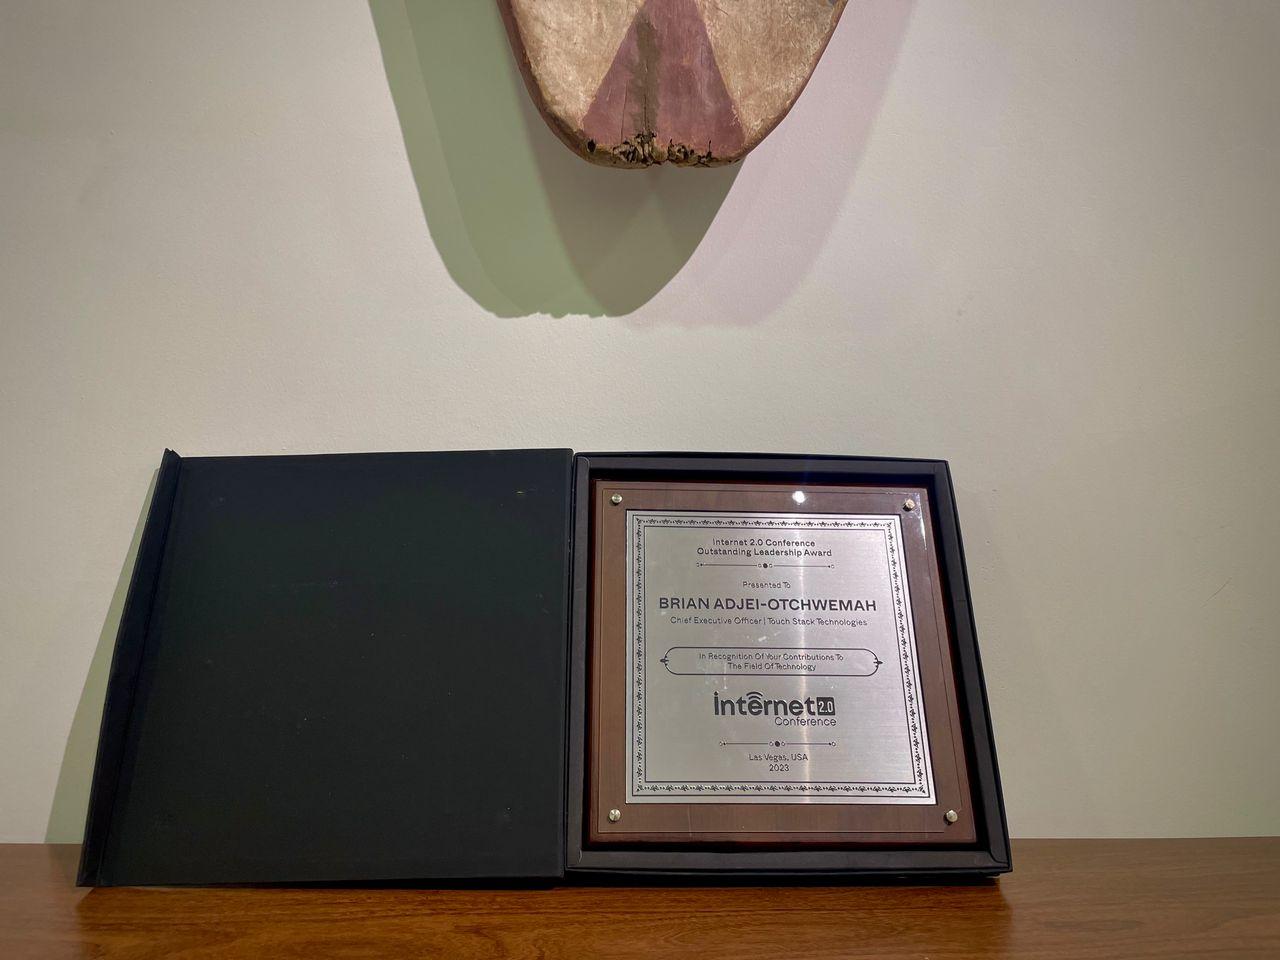 Internet 2.0 Conference
Outstanding Leadership Award
Presented To
BRIAN ADJEI-OTCHWEMAH
Chief Executive Officer | Touch Stack Technologies
In Recognition Of Your Contributions To
The Field Of Technology
internet 2.0
Conference
Las Vegas, USA
2023